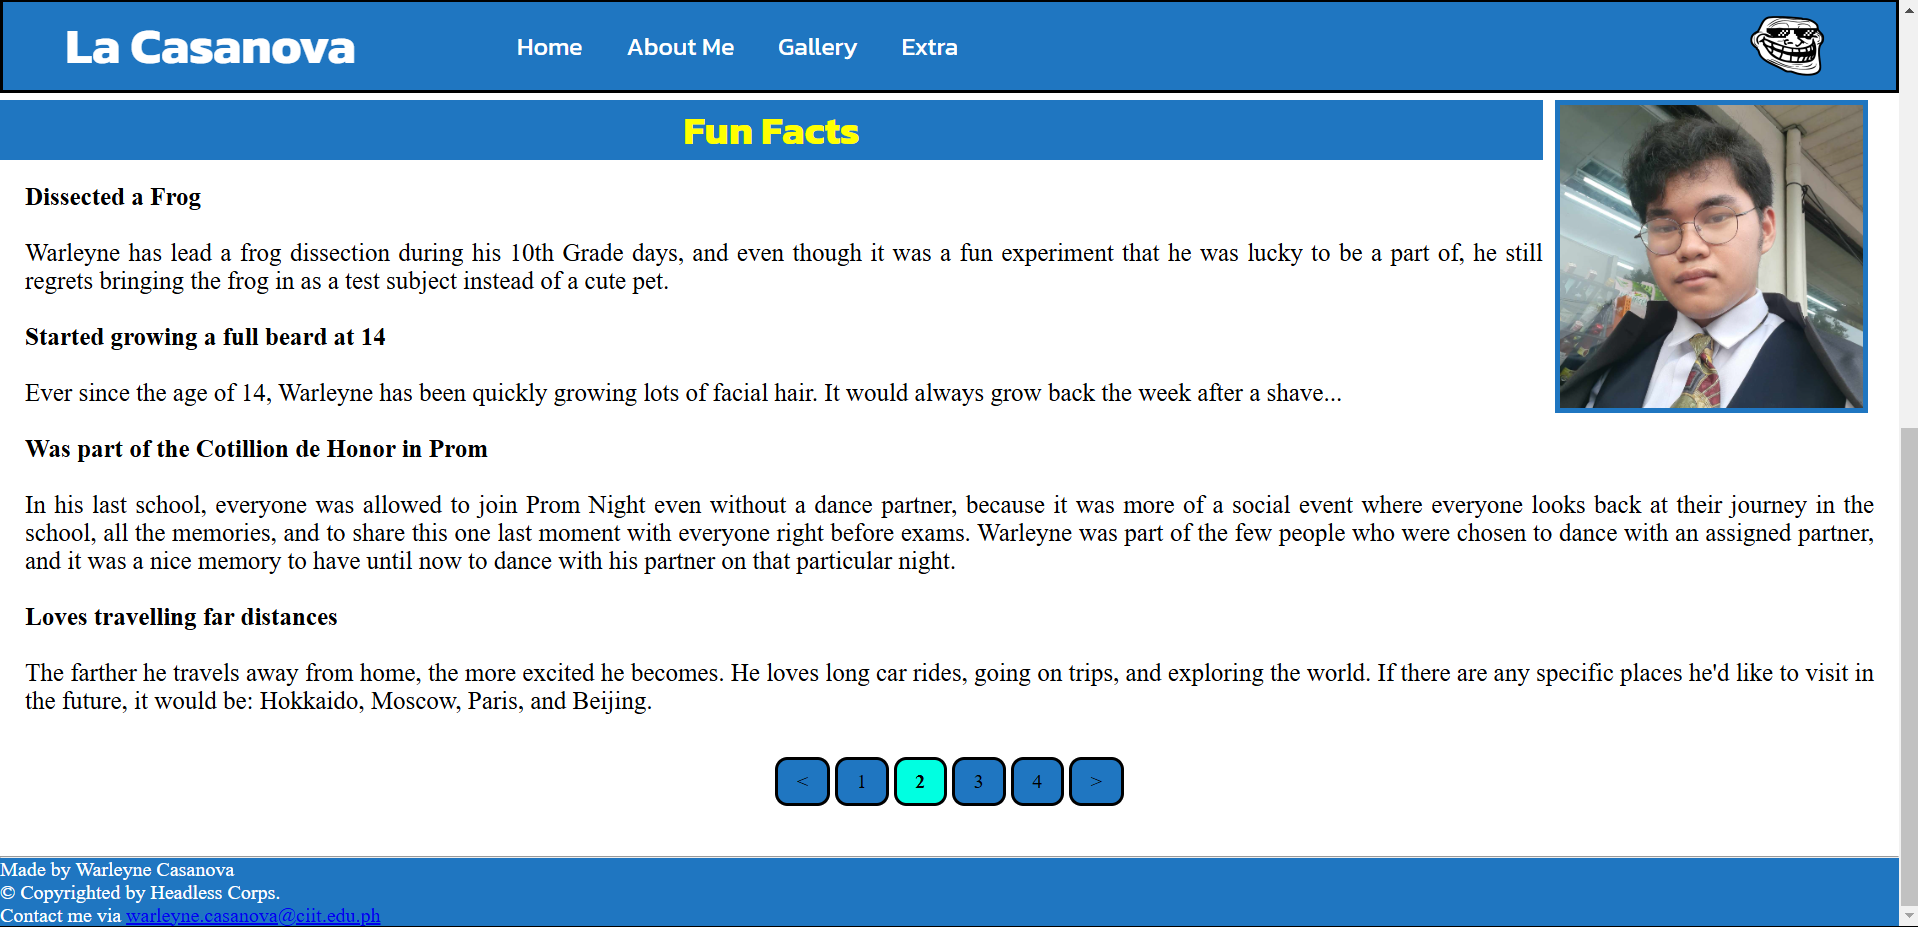 La Casanova
Home
About Me
Gallery
Extra
Fun Facts
Dissected a Frog
Warleyne has lead a frog dissection during his 10th Grade days, and even though it was a fun experiment that he was lucky to be a part of, he still
regrets bringing the frog in as a test subject instead of a cute pet.
Started growing a full beard at 14
Ever since the age of 14, Warleyne has been quickly growing lots of facial hair. It would always grow back the week after a shave...
Was part of the Cotillion de Honor in Prom
In his last school, everyone was allowed to join Prom Night even without a dance partner, because it was more of a social event where everyone looks back at their journey in the
school, all the memories, and to share this one last moment with everyone right before exams. Warleyne was part of the few people who were chosen to dance with an assigned partner,
and it was a nice memory to have until now to dance with his partner on that particular night.
Loves travelling far distances
The farther he travels away from home, the more excited he becomes. He loves long car rides, going on trips, and exploring the world. If there are any specific places he'd like to visit in
the future, it would be: Hokkaido, Moscow, Paris, and Beijing.
< 1 2 3 4 >
Made by Warleyne Casanova
© Copyrighted by Headless Corps.
Contact me via warleyne.casanova@ciit.edu.ph